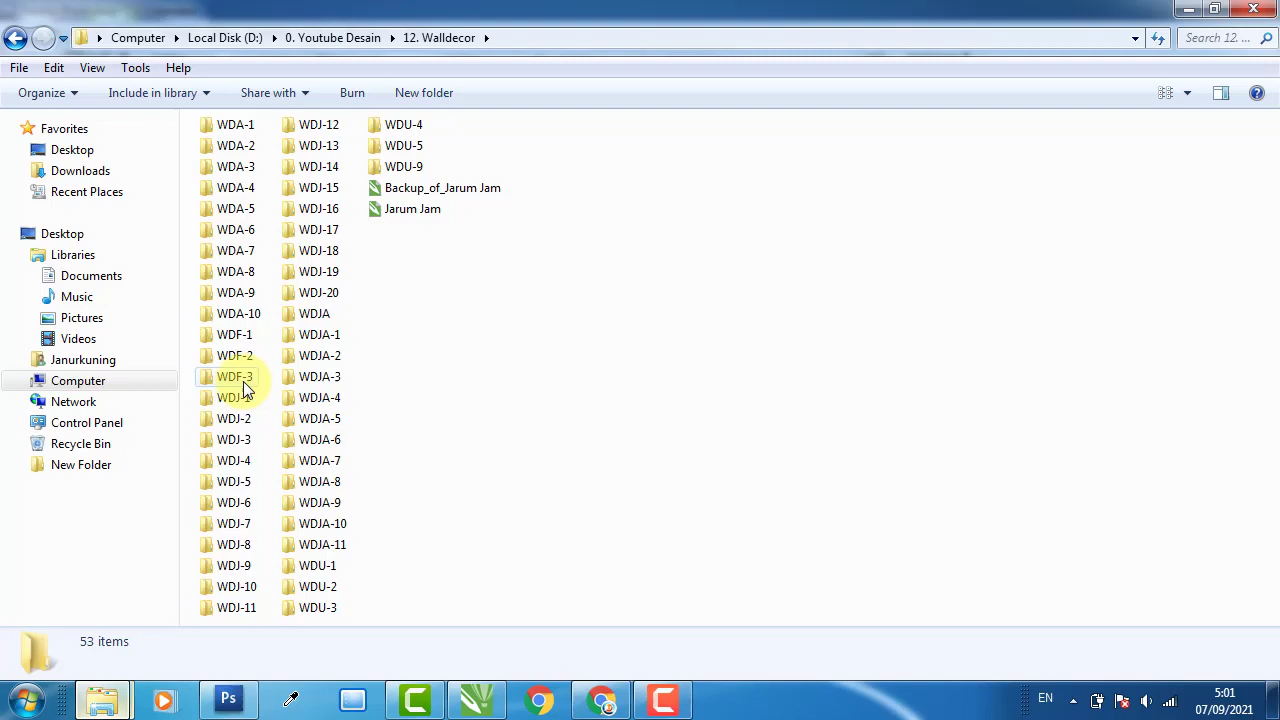 Computer Local Disk (D:) 0. Youtube Desain 12. Walldecor Search 12. ...
File Edit View Tools Help
Organize Include in library Share with Burn New folder
Favorites
Desktop
Downloads
Recent Places
Desktop
Libraries
Documents
Music
Pictures
Videos
Janurkuning
Computer
Network
Control Panel
Recycle Bin
New Folder
WDA-1
WDA-2
WDA-3
WDA-4
WDA-5
WDA-6
WDA-7
WDA-8
WDA-9
WDA-10
WDF-1
WDF-2
WDF-3
WDJ-1
WDJ-2
WDJ-3
WDJ-4
WDJ-5
WDJ-6
WDJ-7
WDJ-8
WDJ-9
WDJ-10
WDJ-11
WDJ-12
WDJ-13
WDJ-14
WDJ-15
WDJ-16
WDJ-17
WDJ-18
WDJ-19
WDJ-20
WDJA
WDJA-1
WDJA-2
WDJA-3
WDJA-4
WDJA-5
WDJA-6
WDJA-7
WDJA-8
WDJA-9
WDJA-10
WDJA-11
WDU-1
WDU-2
WDU-3
WDU-4
WDU-5
WDU-9
Backup_of_Jarum Jam
Jarum Jam
53 items
Ps
EN
5:01
07/09/2021